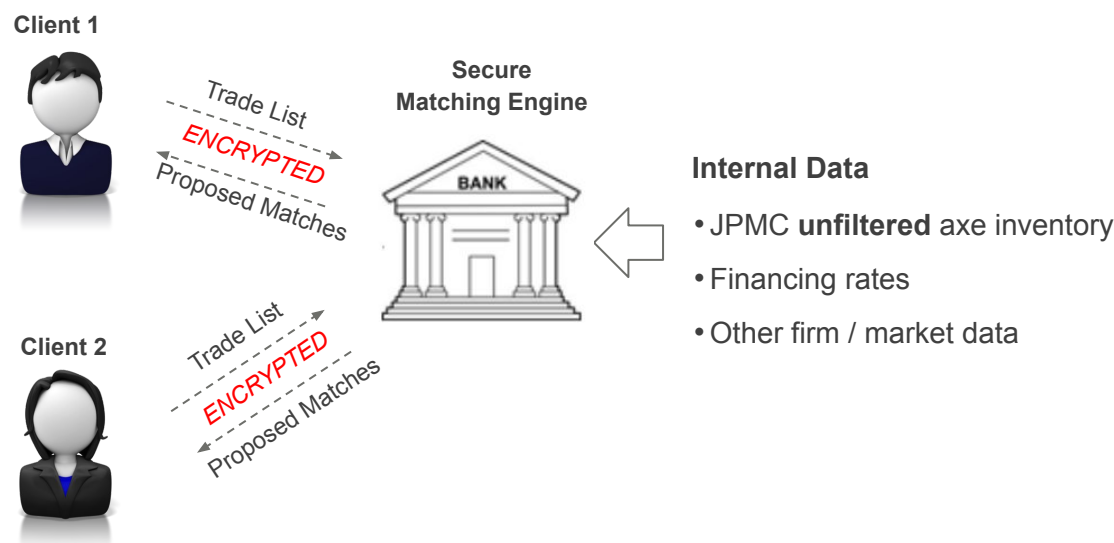 Client 1
Trade List
ENCRYPTED
Proposed Matches
Secure
Matching Engine
BANK
Internal Data
• JPMC unfiltered axe inventory
• Financing rates
• Other firm / market data
Client 2
Trade List
ENCRYPTED
Proposed Matches